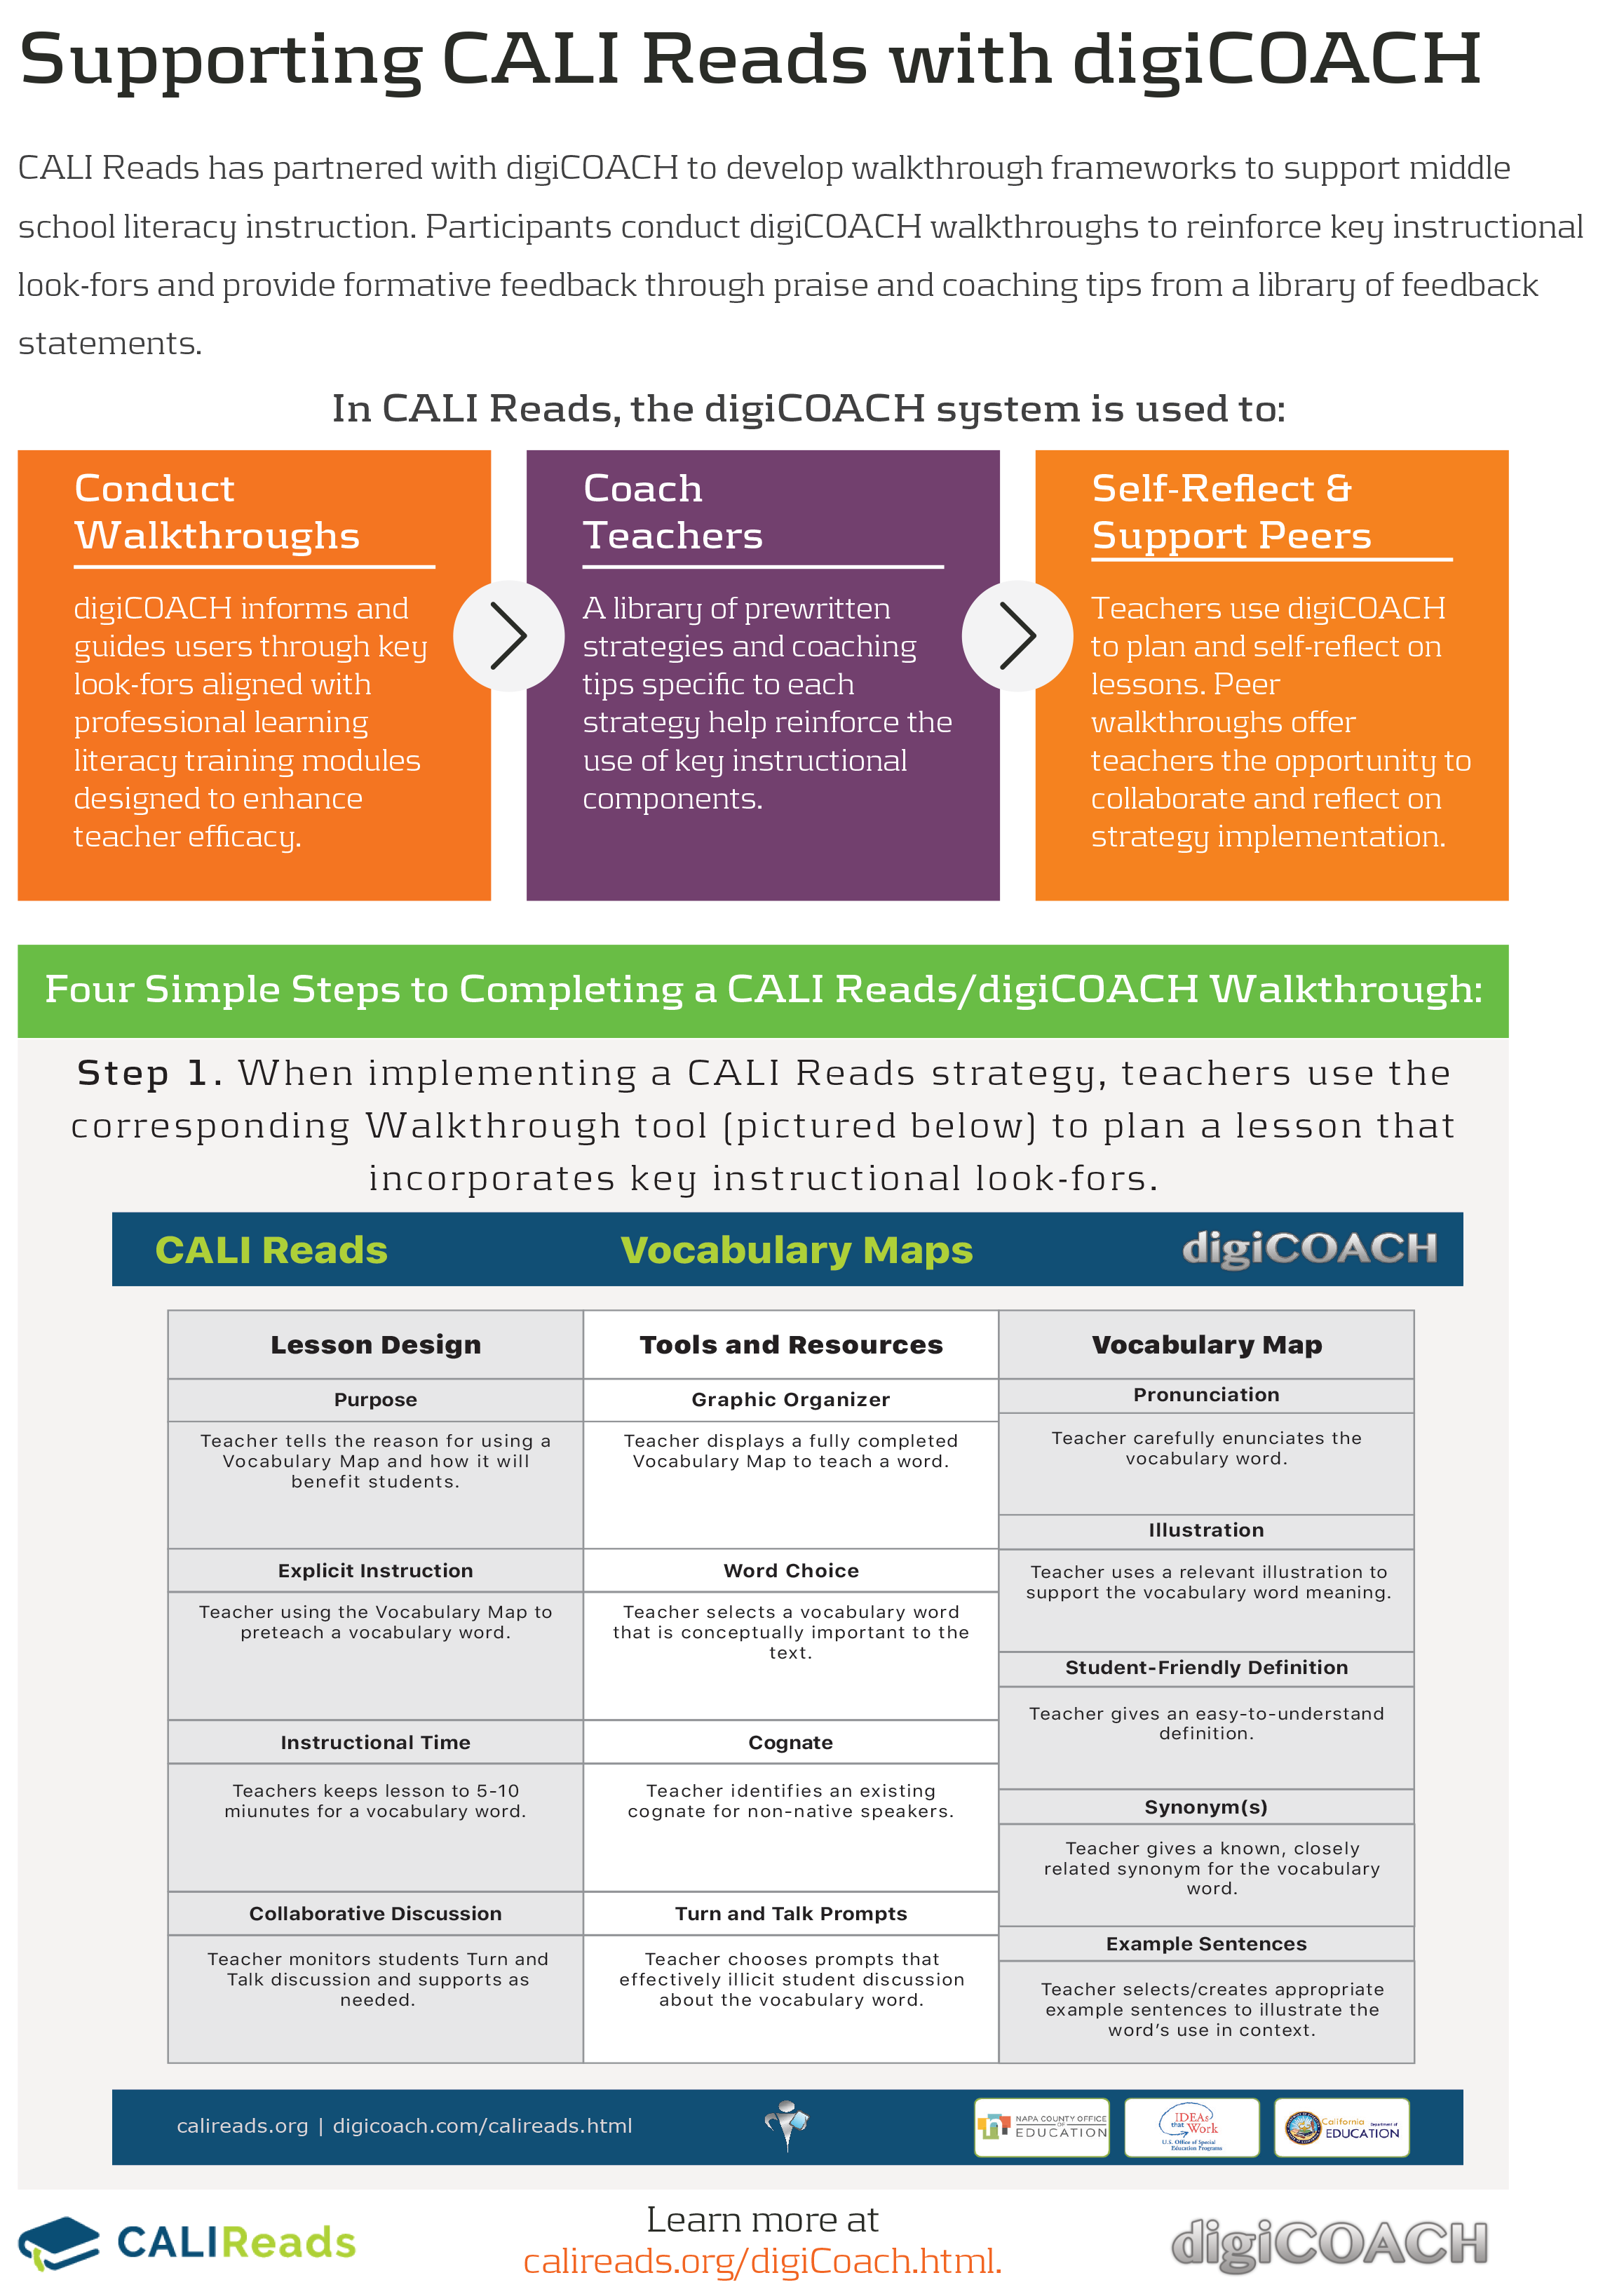 Supporting CALI Reads with digiCOACH
CALI Reads has partnered with digiCOACH to develop walkthrough frameworks to support middle
school literacy instruction. Participants conduct digiCOACH walkthroughs to reinforce key instructional
look-fors and provide formative feedback through praise and coaching tips from a library of feedback
statements.
In CALI Reads, the digiCOACH system is used to:
Conduct
Walkthroughs
digiCOACH informs and
guides users through key
look-fors aligned with
professional learning
literacy training modules
designed to enhance
teacher efficacy.
Coach
Teachers
A library of prewritten
strategies and coaching
tips specific to each
strategy help reinforce the
use of key instructional
components.
Self-Reflect &
Support Peers
Teachers use digiCOACH
to plan and self-reflect on
lessons. Peer
walkthroughs offer
teachers the opportunity to
collaborate and reflect on
strategy implementation.
Four Simple Steps to Completing a CALI Reads/digiCOACH Walkthrough:
Step 1. When implementing a CALI Reads strategy, teachers use the
corresponding Walkthrough tool (pictured below) to plan a lesson that
incorporates key instructional look-fors.
CALI Reads
Vocabulary Maps
digiCOACH
Lesson Design
Purpose
Teacher tells the reason for using a
Vocabulary Map and how it will
benefit students.
Explicit Instruction
Teacher using the Vocabulary Map to
preteach a vocabulary word.
Instructional Time
Teachers keeps lesson to 5-10
miunutes for a vocabulary word.
Collaborative Discussion
Teacher monitors students Turn and
Talk discussion and supports as
needed.
Tools and Resources
Graphic Organizer
Teacher displays a fully completed
Vocabulary Map to teach a word.
Word Choice
Teacher selects a vocabulary word
that is conceptually important to the
text.
Cognate
Teacher identifies an existing
cognate for non-native speakers.
Turn and Talk Prompts
Teacher chooses prompts that
effectively illicit student discussion
about the vocabulary word.
Vocabulary Map
Pronunciation
Teacher carefully enunciates the
vocabulary word.
Illustration
Teacher uses a relevant illustration to
support the vocabulary word meaning.
Student-Friendly Definition
Teacher gives an easy-to-understand
definition.
Synonym(s)
Teacher gives a known, closely
related synonym for the vocabulary
word.
Example Sentences
Teacher selects/creates appropriate
example sentences to illustrate the
word's use in context.
calireads.org | digicoach.com/calireads.html
NAPA COUNTY OFFICE
OF
EDUCATION
IDEAs
that Work
U.S. Office of Special
Education Programs
California Department of
EDUCATION
CALIReads
Learn more at
calireads.org/digiCoach.html.
digiCOACH